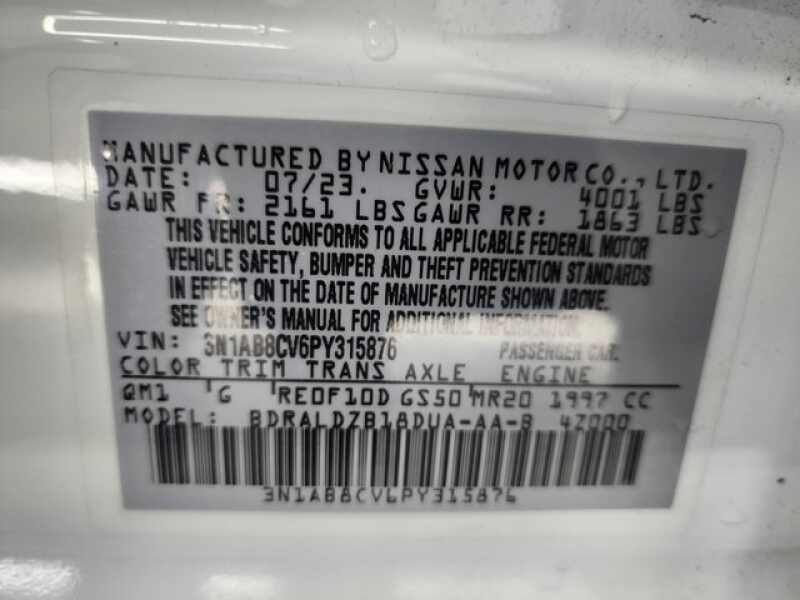 MANUFACTURED BY NISSAN MOTOR CO., LTD.
DATE: 07/23. GVWR: 4001 LBS
GAWR FR: 2161 LBS GAWR RR: 1863 LBS
THIS VEHICLE CONFORMS TO ALL APPLICABLE FEDERAL MOTOR
VEHICLE SAFETY, BUMPER AND THEFT PREVENTION STANDARDS
IN EFFECT ON THE DATE OF MANUFACTURE SHOWN ABOVE.
SEE OWNER'S MANUAL FOR ADDITIONAL INFORMATION.
VIN: 3N1AB8CV6PY315876 PASSENGER CAR.
COLOR TRIM TRANS AXLE ENGINE
QM1 G RE0F10D GS50 MR20 1997 CC
MODEL: BDRALDZB18DUA-AA-B 4Z000
3N1AB8CV6PY315876